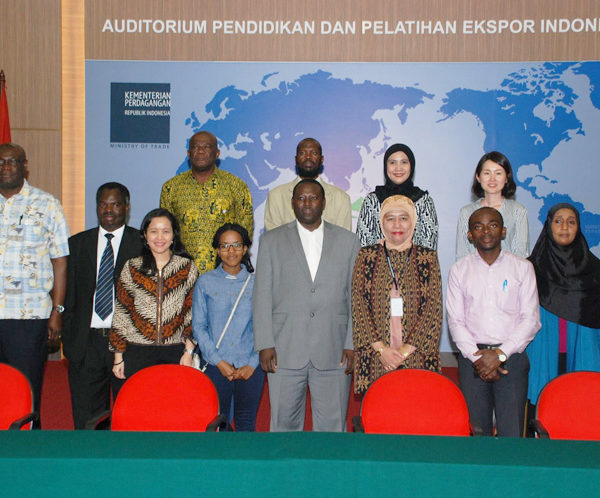 AUDITORIUM PENDIDIKAN DAN PELATIHAN EKSPOR INDONE
KEMENTERIAN
PERDAGANGAN
REPUBLIK INDONESIA
MINISTRY OF TRADE